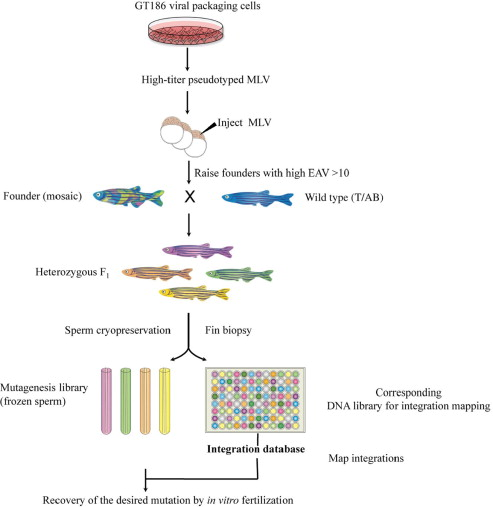 GT186 viral packaging cells
High-titer pseudotyped MLV
Inject MLV
Raise founders with high EAV >10
Founder (mosaic)
X
Wild type (T/AB)
Heterozygous F1
Sperm cryopreservation
Fin biopsy
Mutagenesis library
(frozen sperm)
Corresponding
DNA library for integration mapping
Integration database
Map integrations
Recovery of the desired mutation by in vitro fertilization